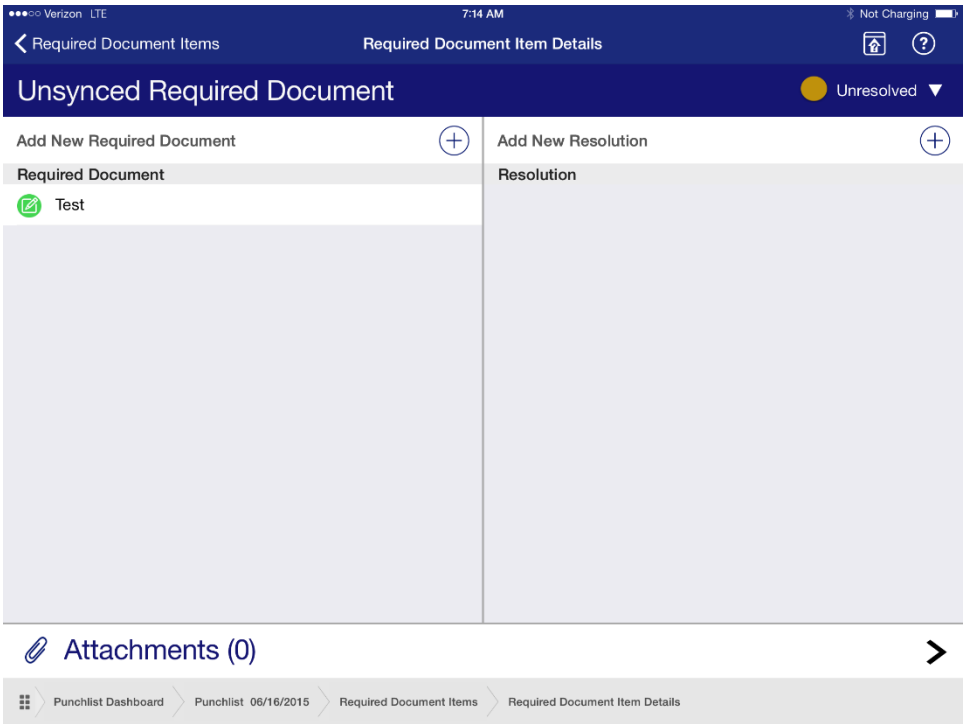 Verizon LTE 7:14 AM Not Charging
Required Document Items Required Document Item Details ?
Unsynced Required Document Unresolved
Add New Required Document Add New Resolution
Required Document Resolution
Test
Attachments (0)
Punchlist Dashboard Punchlist 06/16/2015 Required Document Items Required Document Item Details